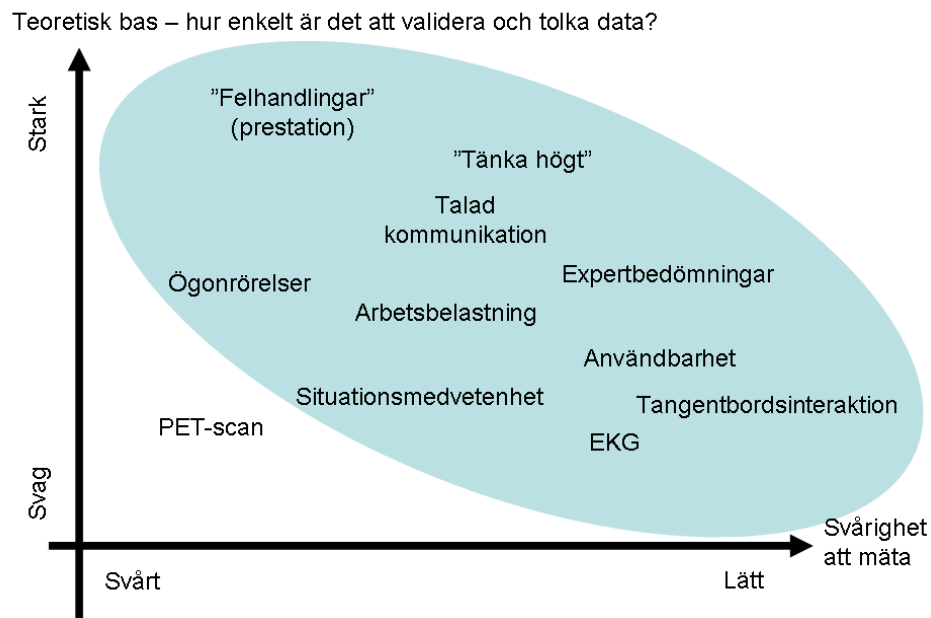 Teoretisk bas – hur enkelt är det att validera och tolka data?
Stark
”Felhandlingar”
(prestation)
”Tänka högt”
Talad
kommunikation
Ögonrörelser
Expertbedömningar
Arbetsbelastning
Användbarhet
Situationsmedvetenhet
Tangentbordsinteraktion
PET-scan
EKG
Svag
Svårighet
att mäta
Svårt
Lätt